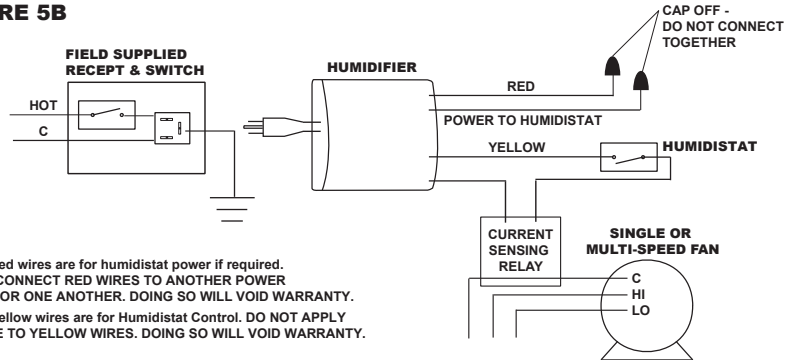 RE 5B
CAP OFF -
DO NOT CONNECT
TOGETHER
FIELD SUPPLIED
RECEPT & SWITCH
HUMIDIFIER
RED
HOT
POWER TO HUMIDISTAT
C
YELLOW
HUMIDISTAT
CURRENT
SENSING
RELAY
SINGLE OR
MULTI-SPEED FAN
C
HI
LO
ed wires are for humidistat power if required.
CONNECT RED WIRES TO ANOTHER POWER
OR ONE ANOTHER. DOING SO WILL VOID WARRANTY.
ellow wires are for Humidistat Control. DO NOT APPLY
E TO YELLOW WIRES. DOING SO WILL VOID WARRANTY.